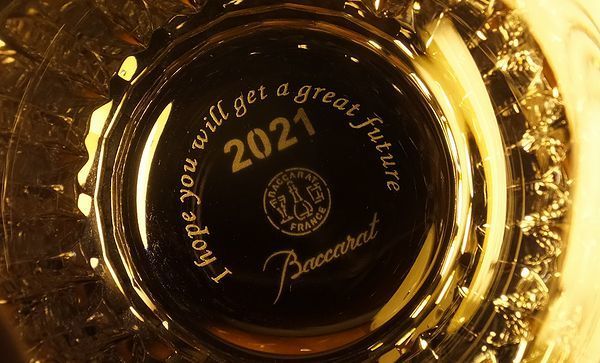 I hope you will get a great future
2021
BACCARAT
FRANCE
Baccarat